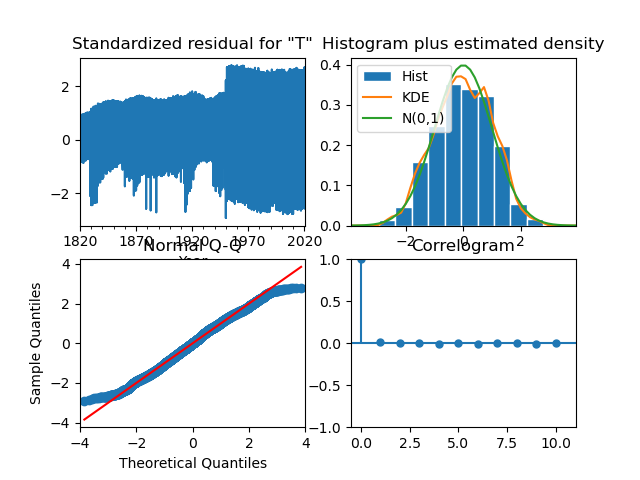 Standardized residual for "T"
2
0
−2
1820 1870 1920 1970 2020
Histogram plus estimated density
Hist
KDE
N(0,1)
0.4
0.3
0.2
0.1
0.0
−2 0 2
Normal Q-Q
Sample Quantiles
4
2
0
−2
−4
−4 −2 0 2 4
Theoretical Quantiles
Correlogram
1.0
0.5
0.0
−0.5
−1.0
0.0 2.5 5.0 7.5 10.0